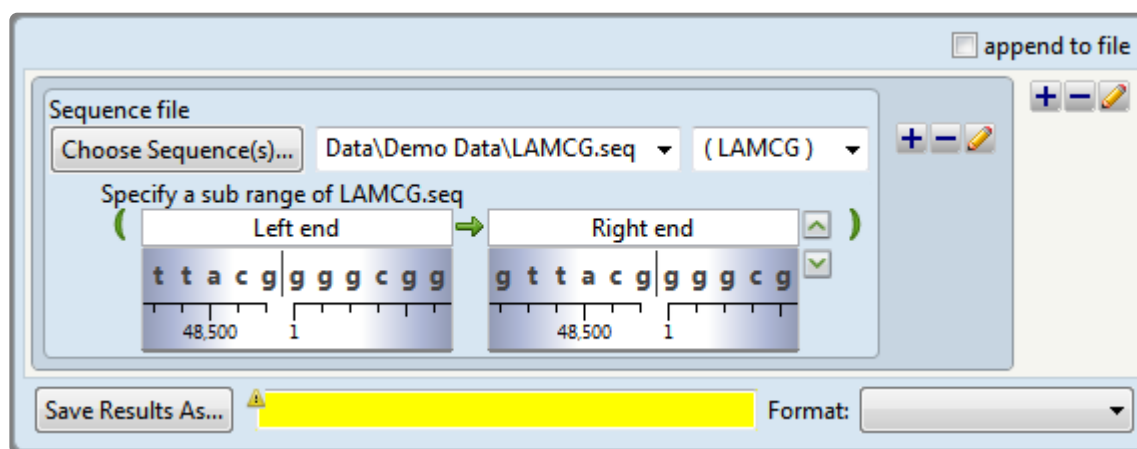 append to file
Sequence file
Choose Sequence(s)... Data\Demo Data\LAMCG.seq ( LAMCG )
Specify a sub range of LAMCG.seq
( Left end Right end )
t t a c g g g g c g g g t t a c g g g g c g
48,500 1 48,500 1
Save Results As... Format: